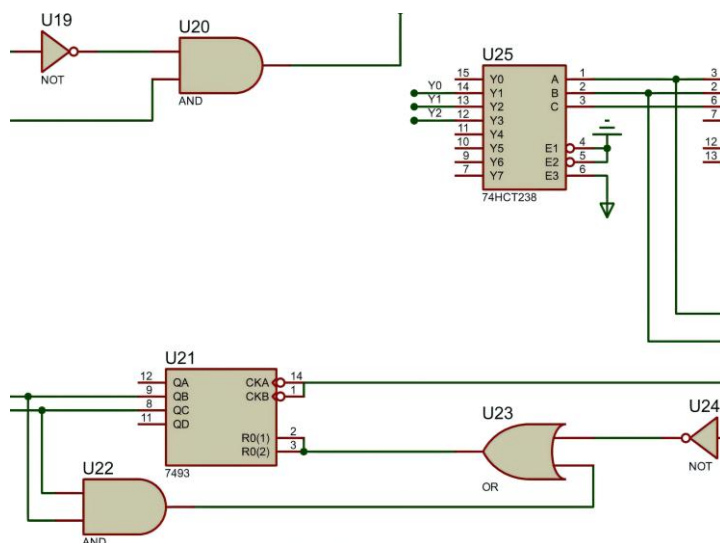 U19
NOT
U20
AND
U25
15 Y0 A 1
Y0 14 Y1 B 2
Y1 13 Y2 C 3
Y2 12 Y3
11 Y4
10 Y5 E1 4
9 Y6 E2 5
7 Y7 E3 6
74HCT238
3
2
6
7
12
13
U21
12 QA CKA 14
9 QB CKB 1
8 QC
11 QD
R0(1) 2
R0(2) 3
7493
U22
AND
U23
OR
U24
NOT